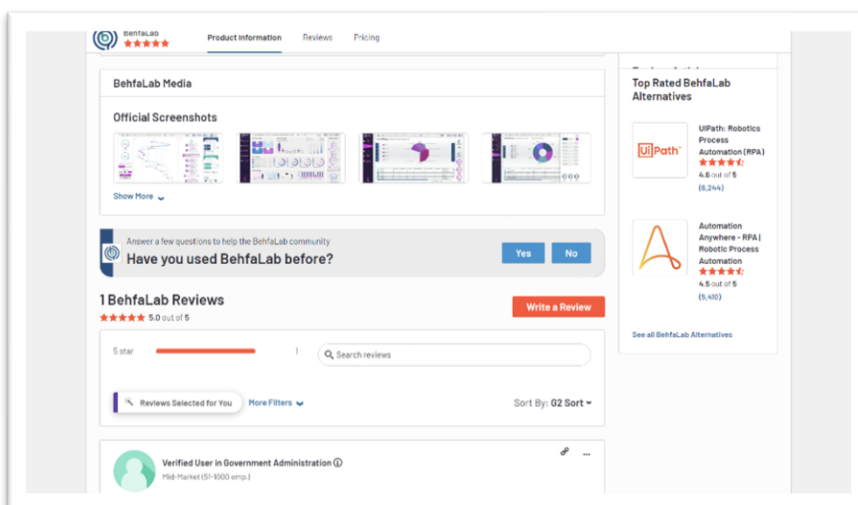 BehfaLab
Product Information
Reviews
Pricing
BehfaLab Media
Official Screenshots
Show More
Answer a few questions to help the BehfaLab community
Have you used BehfaLab before?
Yes
No
1 BehfaLab Reviews
5.0 out of 5
Write a Review
5 star
1
Search reviews
Reviews Selected for You
More Filters
Sort By: G2 Sort
Verified User in Government Administration
Mid-Market (51-1000 emp.)
...
Top Rated BehfaLab
Alternatives
UiPath
UiPath: Robotics
Process
Automation (RPA)
4.6 out of 5
(6,244)
Automation
Anywhere - RPA |
Robotic Process
Automation
4.5 out of 5
(5,410)
See all BehfaLab Alternatives